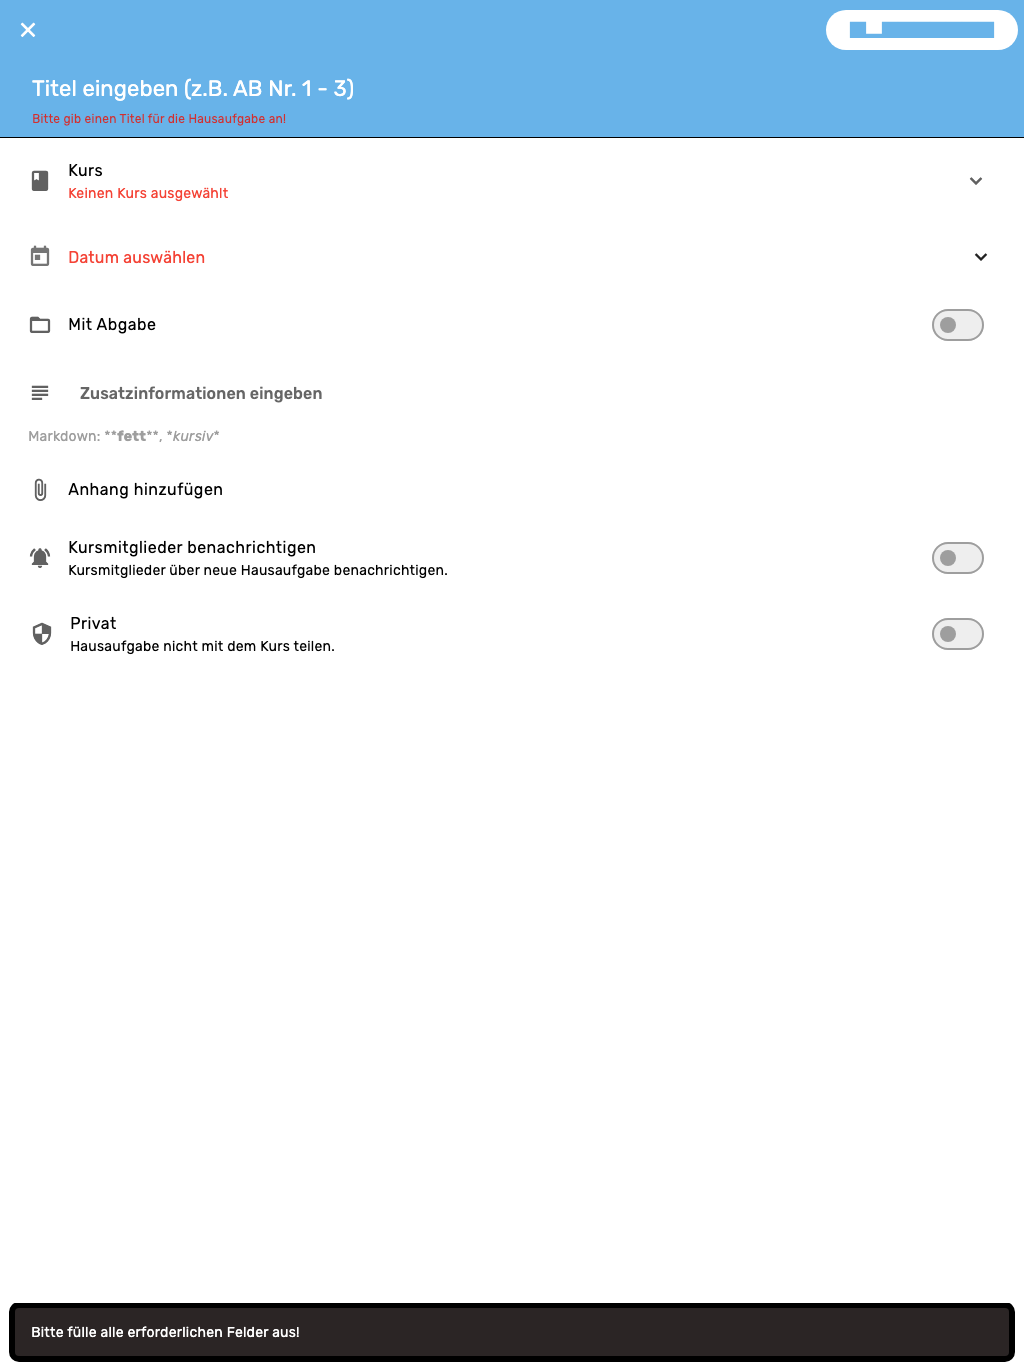 Titel eingeben (z.B. AB Nr. 1 - 3)
Bitte gib einen Titel für die Hausaufgabe an!
Kurs
Keinen Kurs ausgewählt
Datum auswählen
Mit Abgabe
Zusatzinformationen eingeben
Markdown: **fett**, *kursiv*
Anhang hinzufügen
Kursmitglieder benachrichtigen
Kursmitglieder über neue Hausaufgabe benachrichtigen.
Privat
Hausaufgabe nicht mit dem Kurs teilen.
Bitte fülle alle erforderlichen Felder aus!